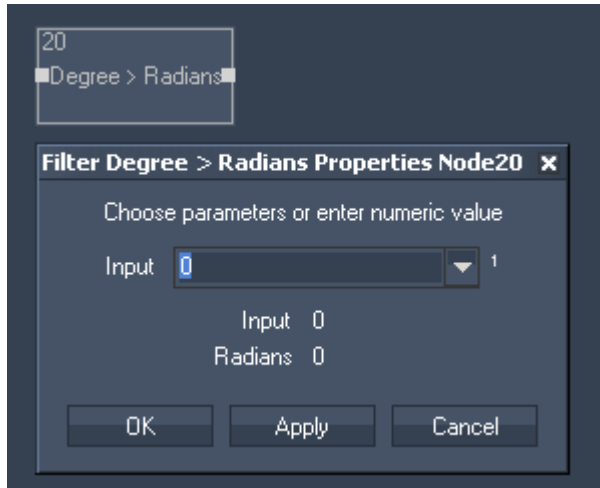 20
Degree > Radians
Filter Degree > Radians Properties Node20 x
Choose parameters or enter numeric value
Input 0 1
Input 0
Radians 0
OK Apply Cancel